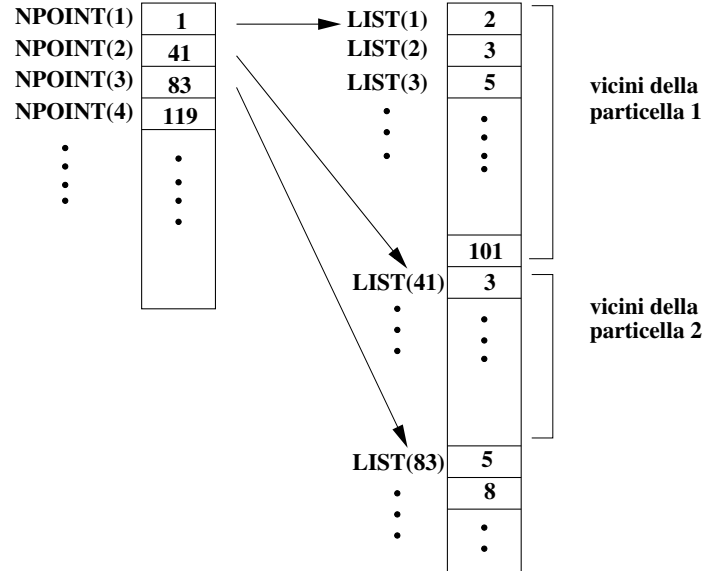 NPOINT(1) 1
NPOINT(2) 41
NPOINT(3) 83
NPOINT(4) 119
LIST(1) 2
LIST(2) 3
LIST(3) 5
101
vicini della
particella 1
LIST(41) 3
vicini della
particella 2
LIST(83) 5
8